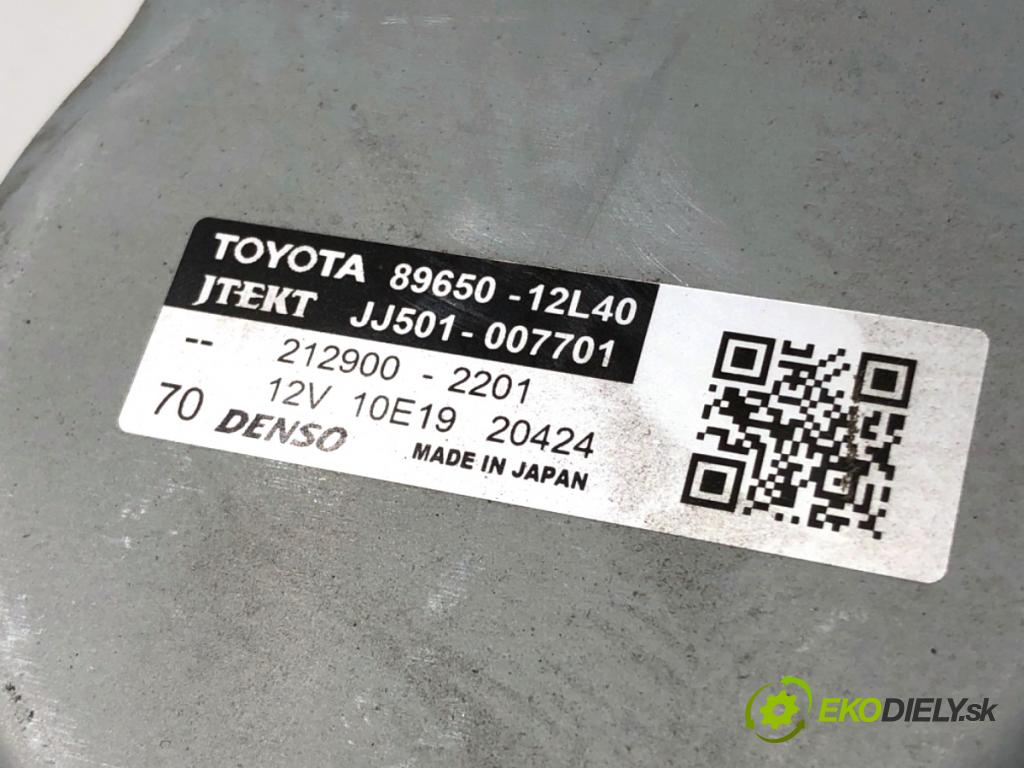 TOYOTA 89650-12L40
JTEKT JJ501-007701
-- 212900-2201
12V 10E19 20424
70 DENSO MADE IN JAPAN
EKODIELY.sk